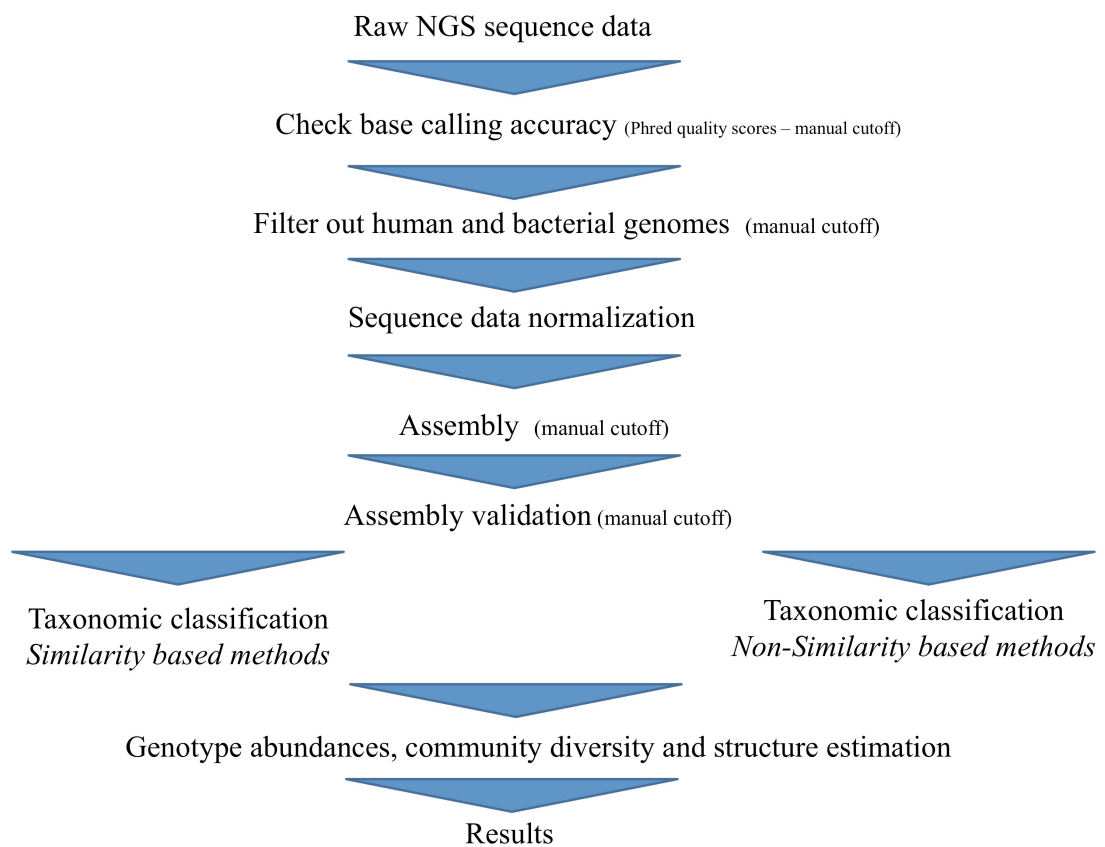 Raw NGS sequence data
Check base calling accuracy (Phred quality scores – manual cutoff)
Filter out human and bacterial genomes (manual cutoff)
Sequence data normalization
Assembly (manual cutoff)
Assembly validation (manual cutoff)
Taxonomic classification
Similarity based methods
Taxonomic classification
Non-Similarity based methods
Genotype abundances, community diversity and structure estimation
Results